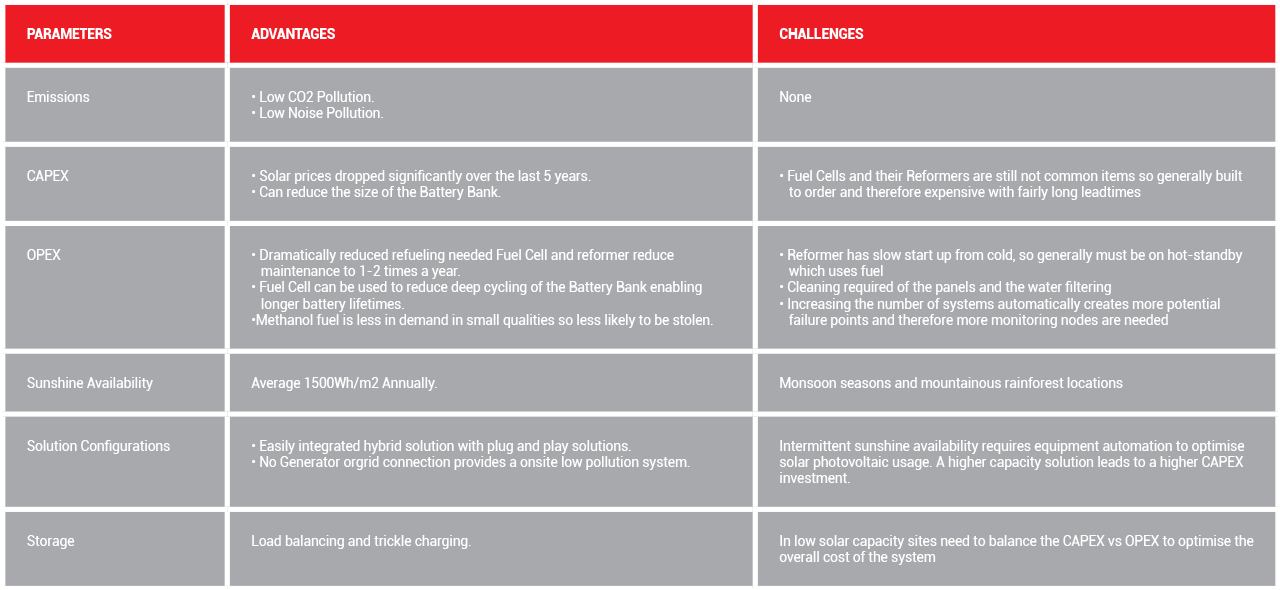 PARAMETERS
ADVANTAGES
CHALLENGES
Emissions
• Low CO2 Pollution.
• Low Noise Pollution.
None
CAPEX
• Solar prices dropped significantly over the last 5 years.
• Can reduce the size of the Battery Bank.
• Fuel Cells and their Reformers are still not common items so generally built
to order and therefore expensive with fairly long leadtimes
OPEX
• Dramatically reduced refueling needed Fuel Cell and reformer reduce
maintenance to 1-2 times a year.
• Fuel Cell can be used to reduce deep cycling of the Battery Bank enabling
longer battery lifetimes.
•Methanol fuel is less in demand in small qualities so less likely to be stolen.
• Reformer has slow start up from cold, so generally must be on hot-standby
which uses fuel
• Cleaning required of the panels and the water filtering
• Increasing the number of systems automatically creates more potential
failure points and therefore more monitoring nodes are needed
Sunshine Availability
Average 1500Wh/m2 Annually.
Monsoon seasons and mountainous rainforest locations
Solution Configurations
• Easily integrated hybrid solution with plug and play solutions.
• No Generator orgrid connection provides a onsite low pollution system.
Intermittent sunshine availability requires equipment automation to optimise
solar photovoltaic usage. A higher capacity solution leads to a higher CAPEX
investment.
Storage
Load balancing and trickle charging.
In low solar capacity sites need to balance the CAPEX vs OPEX to optimise the
overall cost of the system